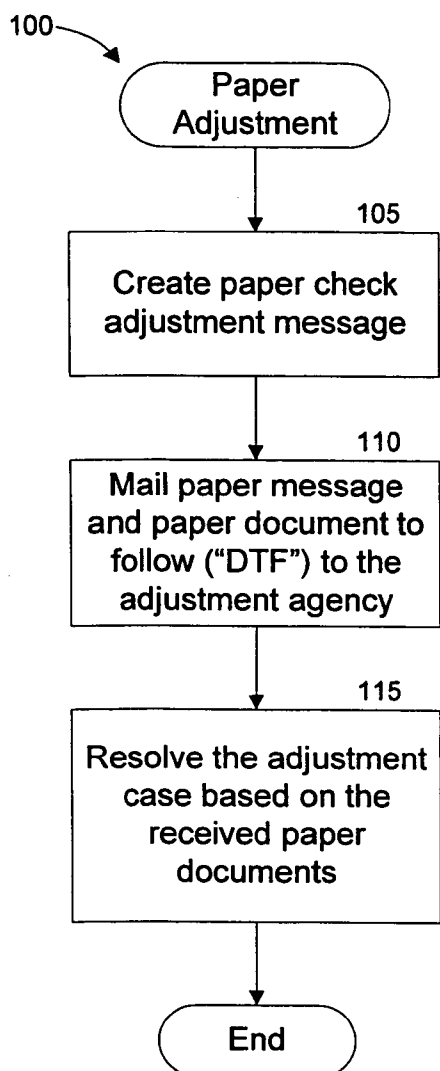 100
Paper
Adjustment
105
Create paper check
adjustment message
110
Mail paper message
and paper document to
follow (“DTF”) to the
adjustment agency
115
Resolve the adjustment
case based on the
received paper
documents
End